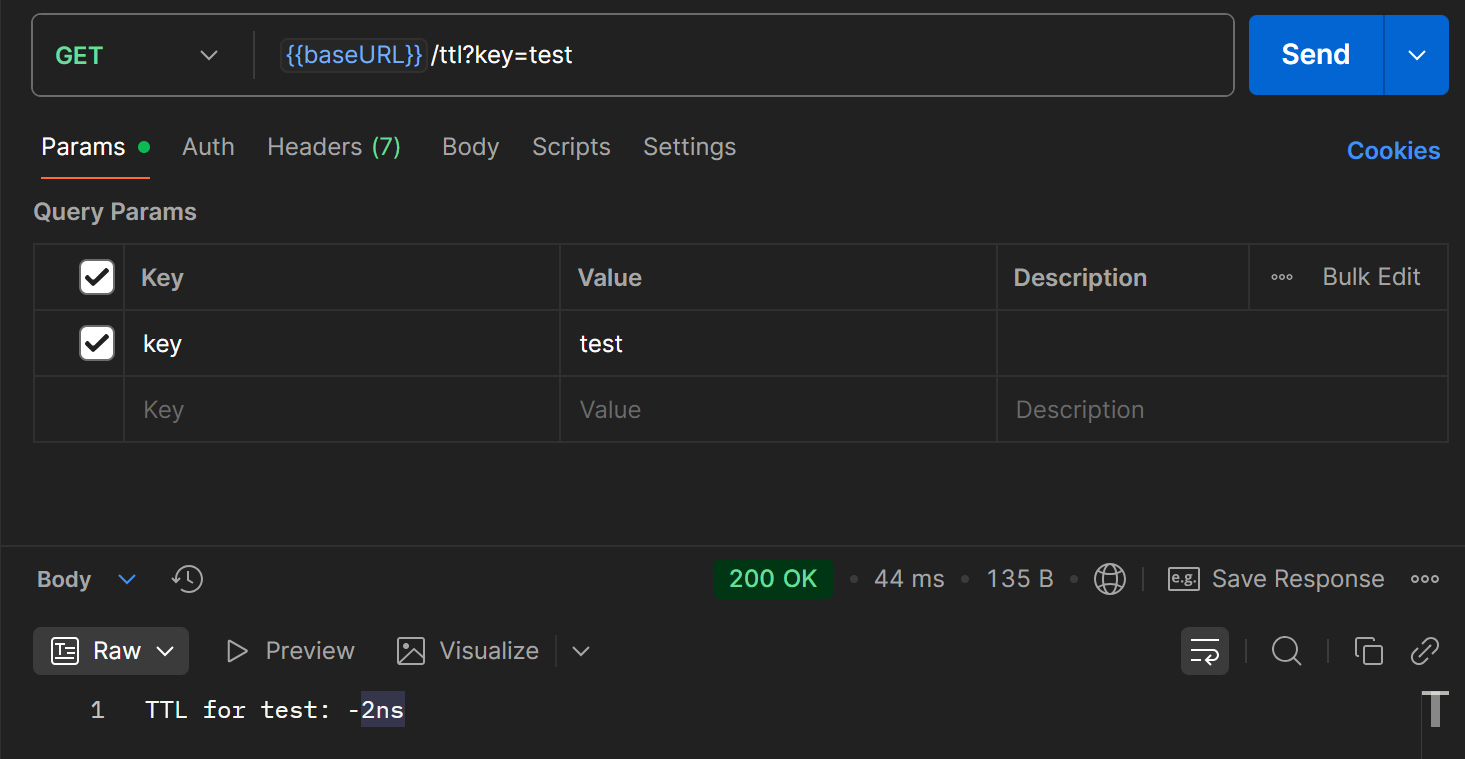 GET {{baseURL}} /ttl?key=test Send
Params Auth Headers (7) Body Scripts Settings Cookies
Query Params
Key Value Description Bulk Edit
key test
Key Value Description
Body 200 OK 44 ms 135 B e.g. Save Response
Raw Preview Visualize
1 TTL for test: -2ns